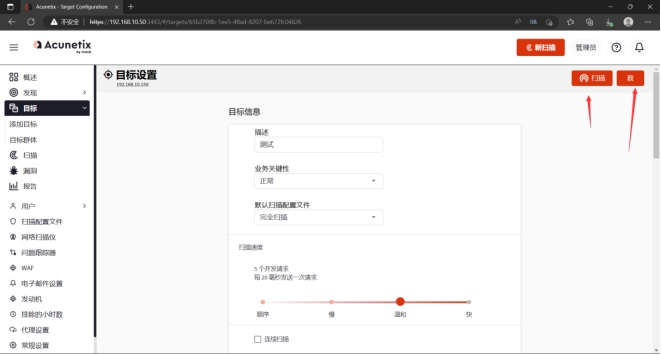 Acunetix - Target Configuration
不安全
https://192.168.10.50:3443/#/targets/65b2708b-1ee5-48ad-8207-be672b04826
Acunetix
by Invicti
新扫描
管理员
概述
发现
目标
添加目标
目标群体
扫描
漏洞
报告
用户
扫描配置文件
网络扫描仪
问题跟踪器
WAF
电子邮件设置
发动机
排除的小时数
代理设置
常规设置
目标设置
192.168.10.150
扫描
救
目标信息
描述
测试
业务关键性
正常
默认扫描配置文件
完全扫描
扫描速度
5 个并发请求
每 20 毫秒发送一次请求
顺序
慢
温和
快
连续扫描